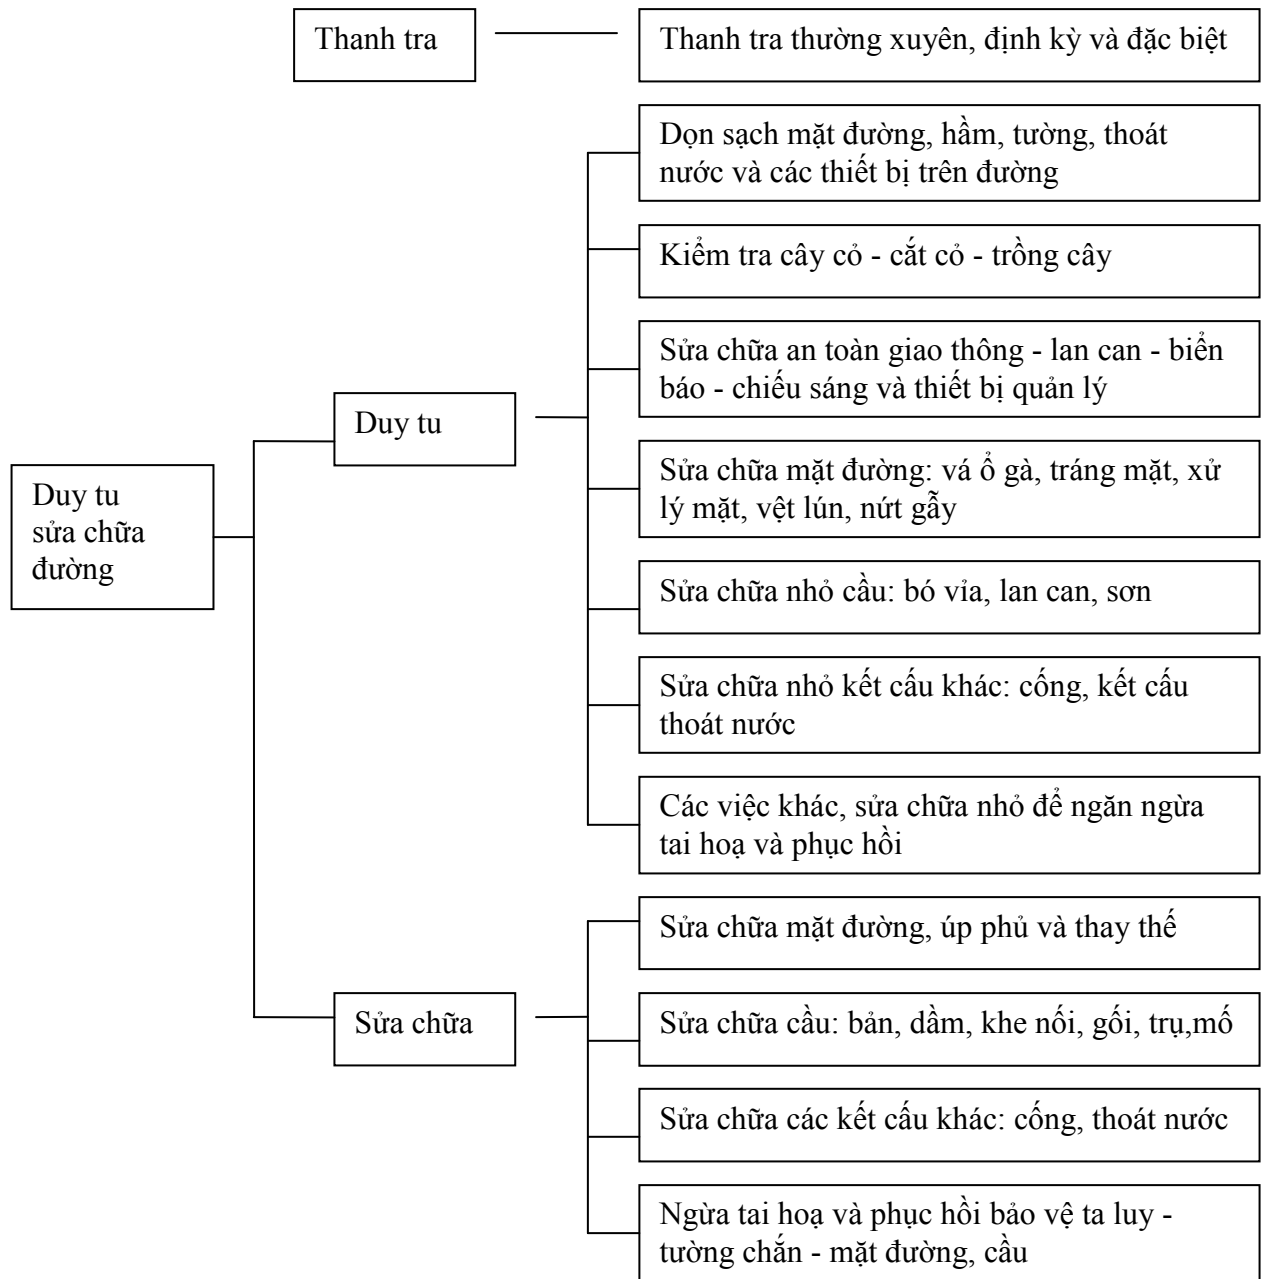 Thanh tra
Thanh tra thường xuyên, định kỳ và đặc biệt
Dọn sạch mặt đường, hầm, tường, thoát
nước và các thiết bị trên đường
Kiểm tra cây cỏ - cắt cỏ - trồng cây
Sửa chữa an toàn giao thông - lan can - biển
báo - chiếu sáng và thiết bị quản lý
Duy tu
Sửa chữa mặt đường: vá ổ gà, tráng mặt, xử
lý mặt, vệt lún, nứt gẫy
Duy tu
sửa chữa
đường
Sửa chữa nhỏ cầu: bó vỉa, lan can, sơn
Sửa chữa nhỏ kết cấu khác: cống, kết cấu
thoát nước
Các việc khác, sửa chữa nhỏ để ngăn ngừa
tai hoạ và phục hồi
Sửa chữa mặt đường, úp phủ và thay thế
Sửa chữa
Sửa chữa cầu: bản, dầm, khe nối, gối, trụ,mố
Sửa chữa các kết cấu khác: cống, thoát nước
Ngừa tai hoạ và phục hồi bảo vệ ta luy -
tường chắn - mặt đường, cầu